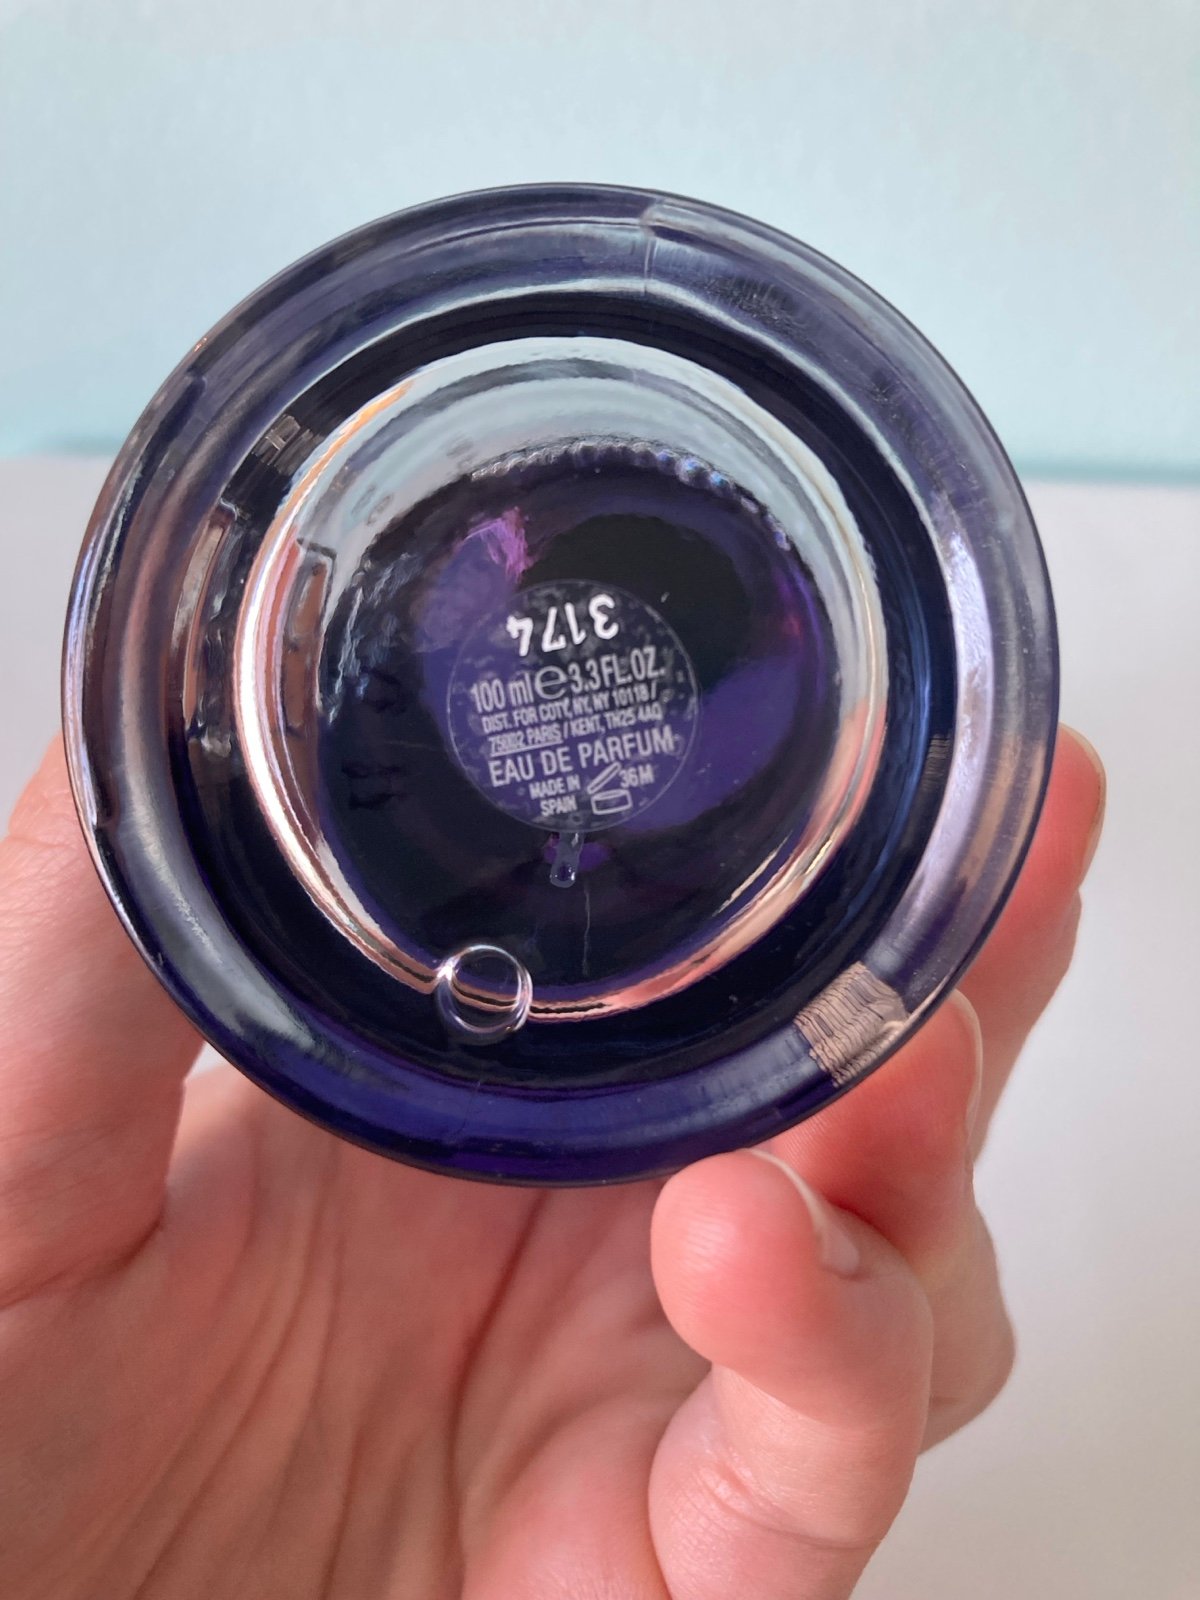 3174
100 ml e 3.3 FL.OZ.
DIST. FOR COTY, NY, NY 10118 /
75002 PARIS / KENT, TN25 4AQ
EAU DE PARFUM
MADE IN
SPAIN
36M